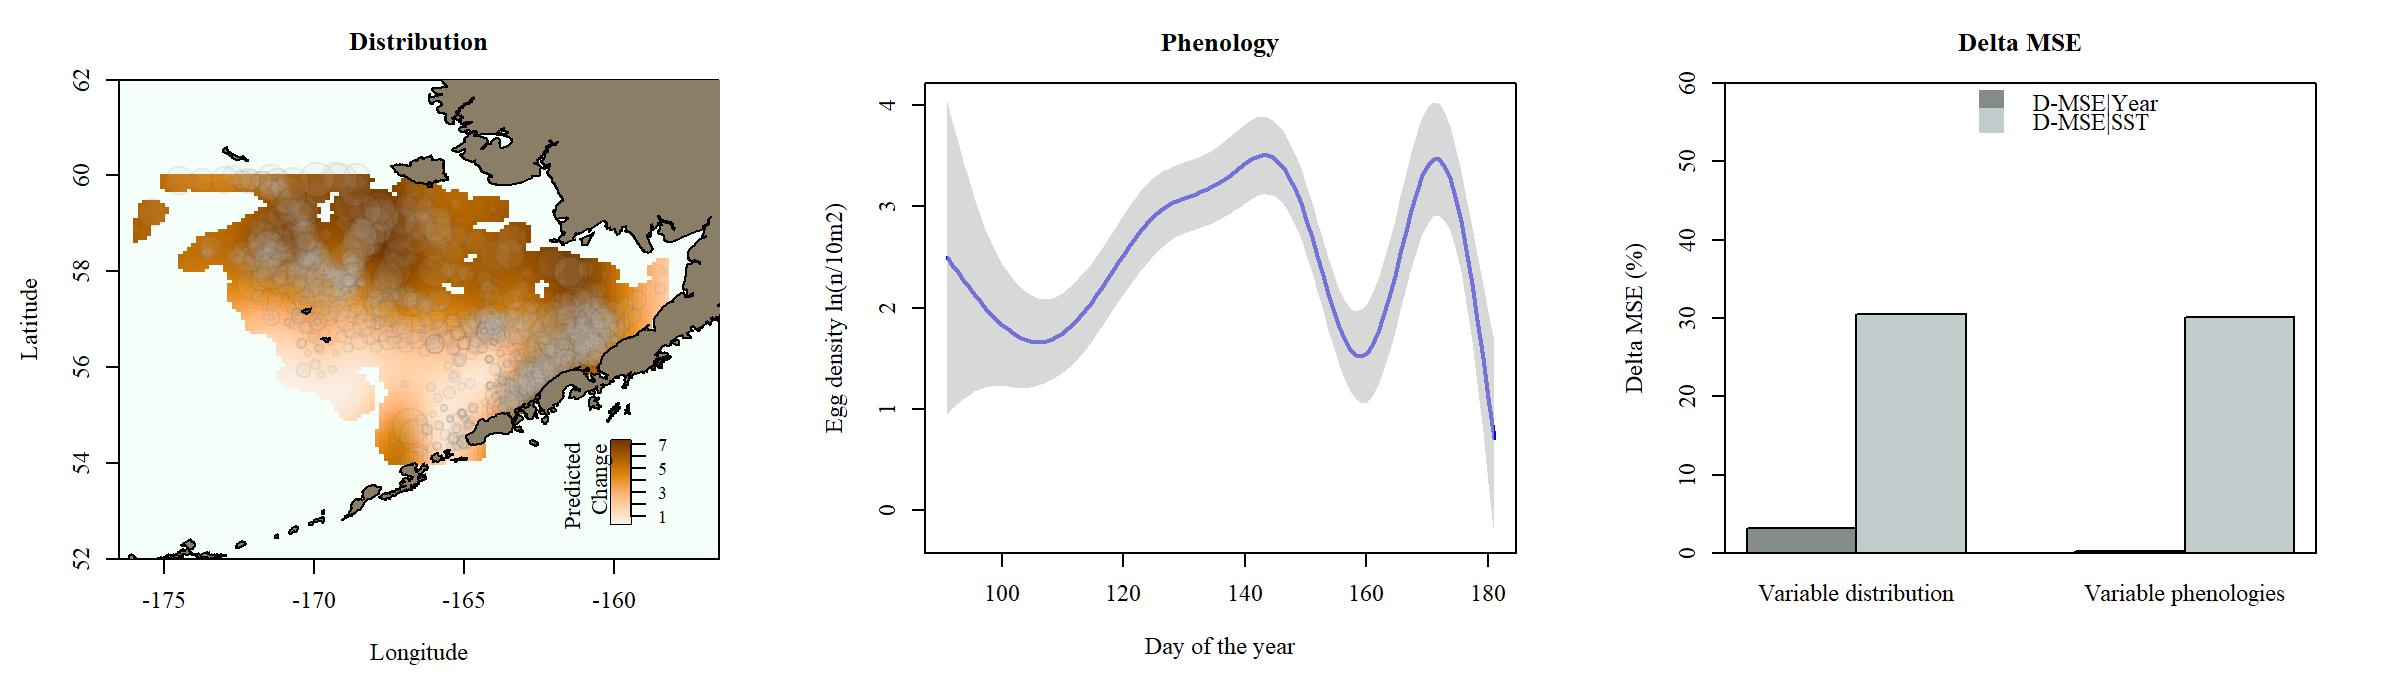 Distribution
62
60
58
56
54
52
Latitude
-175
-170
-165
-160
Longitude
Predicted
Change
7
5
3
1
Phenology
4
3
2
1
0
Egg density ln(n/10m2)
100
120
140
160
180
Day of the year
Delta MSE
60
50
40
30
20
10
0
Delta MSE (%)
D-MSE|Year
D-MSE|SST
Variable distribution
Variable phenologies